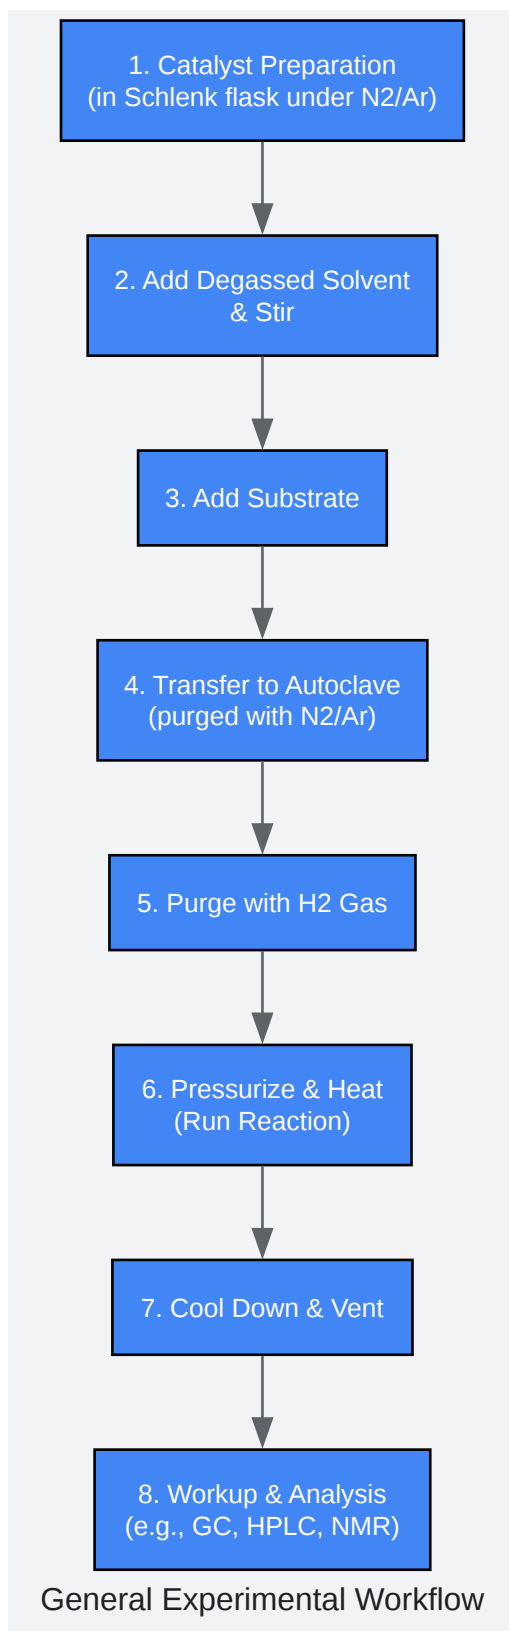 1. Catalyst Preparation
(in Schlenk flask under N2/Ar)
2. Add Degassed Solvent
& Stir
3. Add Substrate
4. Transfer to Autoclave
(purged with N2/Ar)
5. Purge with H2 Gas
6. Pressurize & Heat
(Run Reaction)
7. Cool Down & Vent
8. Workup & Analysis
(e.g., GC, HPLC, NMR)
General Experimental Workflow